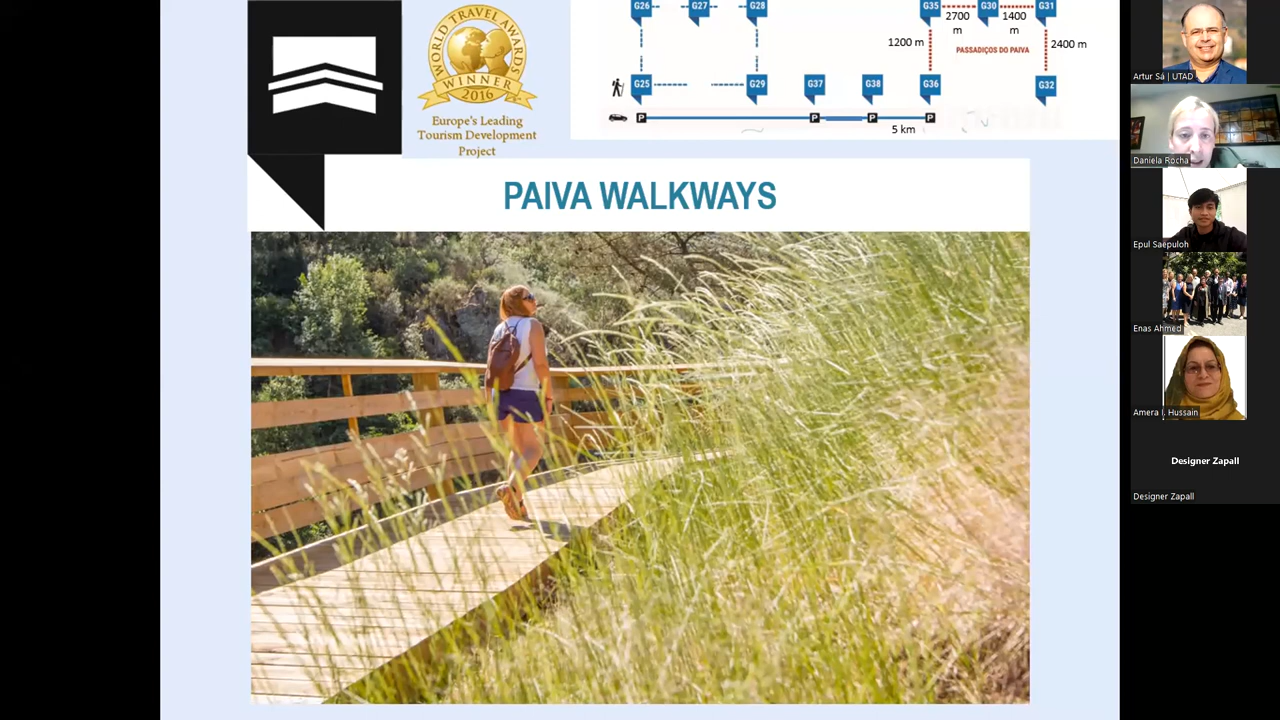 WORLD TRAVEL AWARDS
WINNER
2016
Europe's Leading
Tourism Development
Project
G26 G27 G28 G35 G30 G31
2700
m
1400
m
1200 m
PASSADIÇOS DO PAIVA
2400 m
G25 G29 G37 G38 G36 G32
P P P P
5 km
PAIVA WALKWAYS
Artur Sá | UTAD
Daniela Rocha
Epul Saepuloh
Enas Ahmed
Amera I. Hussain
Designer Zapall
Designer Zapall